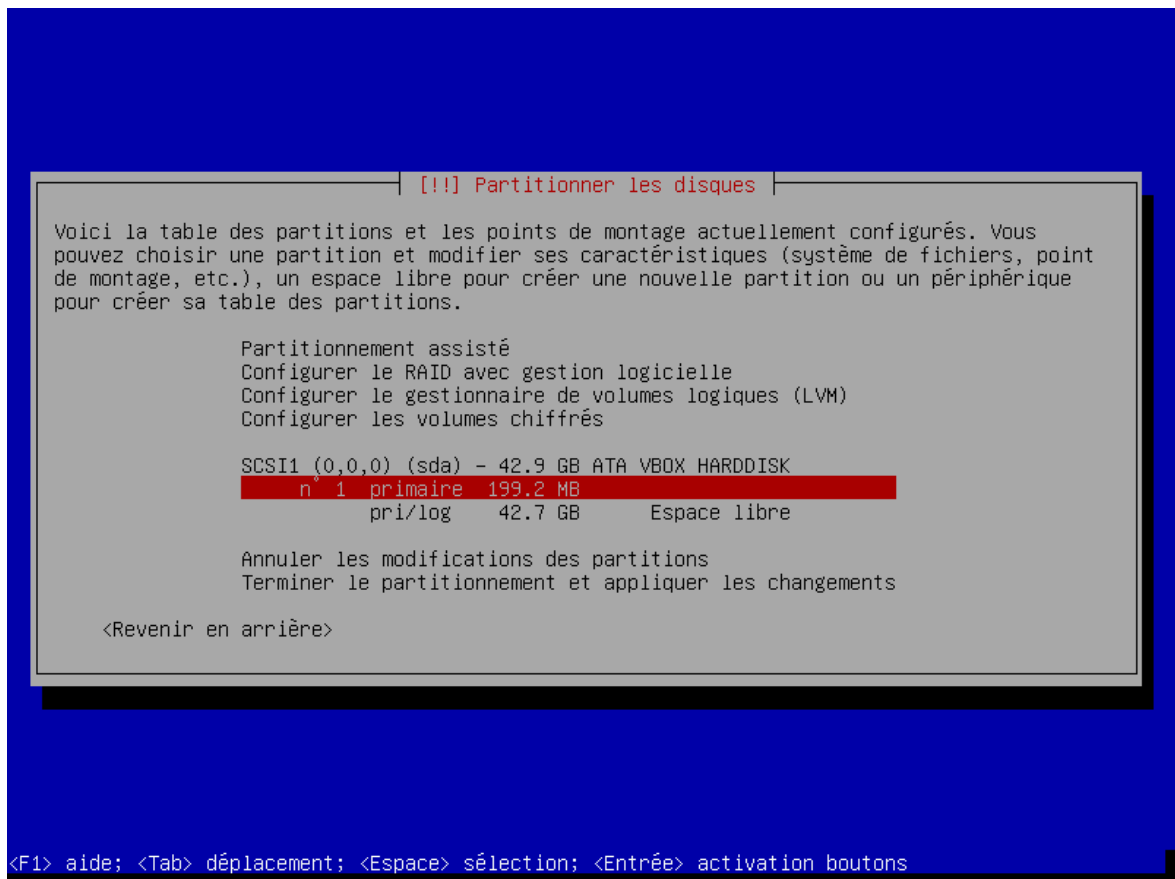 [!!] Partitionner les disques
Voici la table des partitions et les points de montage actuellement configurés. Vous
pouvez choisir une partition et modifier ses caractéristiques (système de fichiers, point
de montage, etc.), un espace libre pour créer une nouvelle partition ou un périphérique
pour créer sa table des partitions.
Partitionnement assisté
Configurer le RAID avec gestion logicielle
Configurer le gestionnaire de volumes logiques (LVM)
Configurer les volumes chiffrés
SCSI1 (0,0,0) (sda) - 42.9 GB ATA VBOX HARDDISK
n° 1 primaire 199.2 MB
pri/log 42.7 GB Espace libre
Annuler les modifications des partitions
Terminer le partitionnement et appliquer les changements
<Revenir en arrière>
<F1> aide; <Tab> déplacement; <Espace> sélection; <Entrée> activation boutons